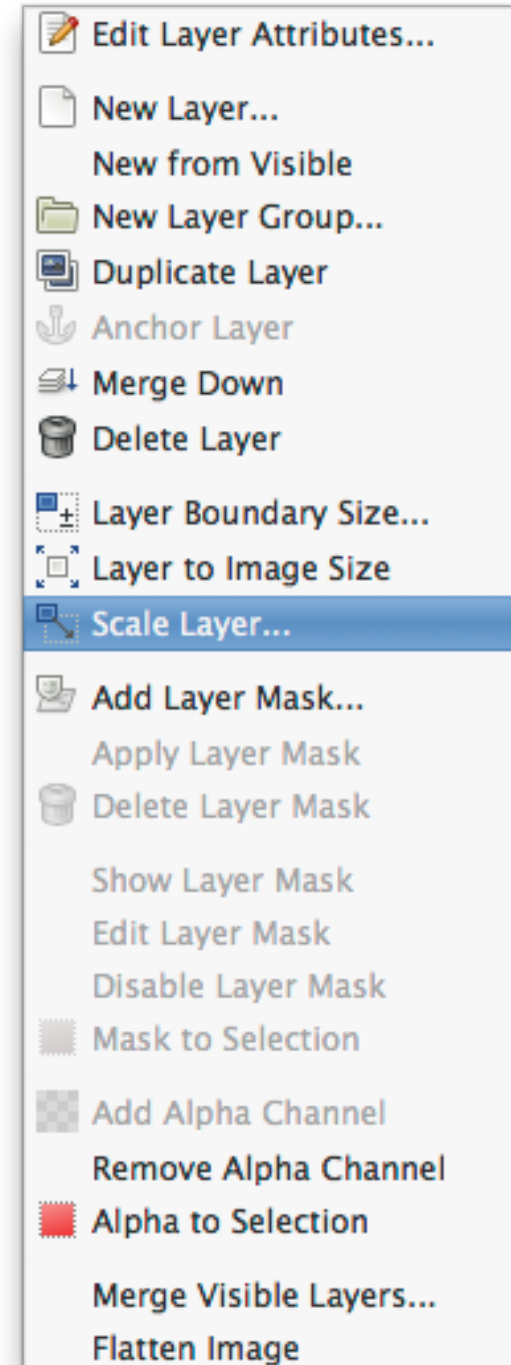 Edit Layer Attributes...
New Layer...
New from Visible
New Layer Group...
Duplicate Layer
Anchor Layer
Merge Down
Delete Layer
Layer Boundary Size...
Layer to Image Size
Scale Layer...
Add Layer Mask...
Apply Layer Mask
Delete Layer Mask
Show Layer Mask
Edit Layer Mask
Disable Layer Mask
Mask to Selection
Add Alpha Channel
Remove Alpha Channel
Alpha to Selection
Merge Visible Layers...
Flatten Image